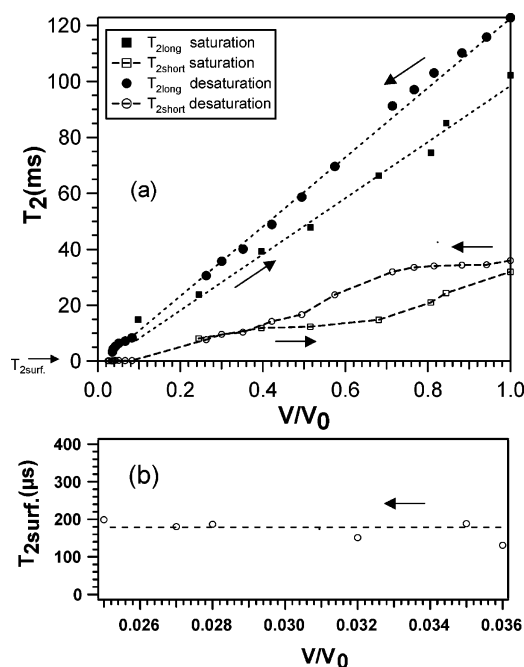 120
100
80
60
40
20
0
T2(ms)
T2long saturation
T2short saturation
T2long desaturation
T2short desaturation
(a)
T2surf.
0.0 0.2 0.4 0.6 0.8 1.0
V/V0
400
300
200
100
0
T2surf.(µs)
(b)
0.026 0.028 0.030 0.032 0.034 0.036
V/V0